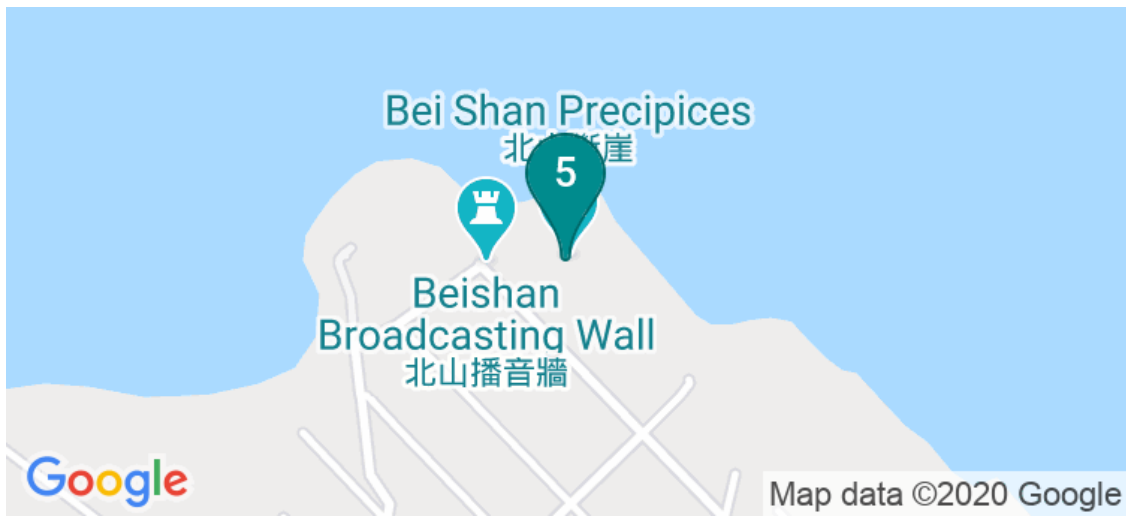 Bei Shan Precipices
北 斷崖
5
Beishan
Broadcasting Wall
北山播音牆
Google
Map data ©2020 Google